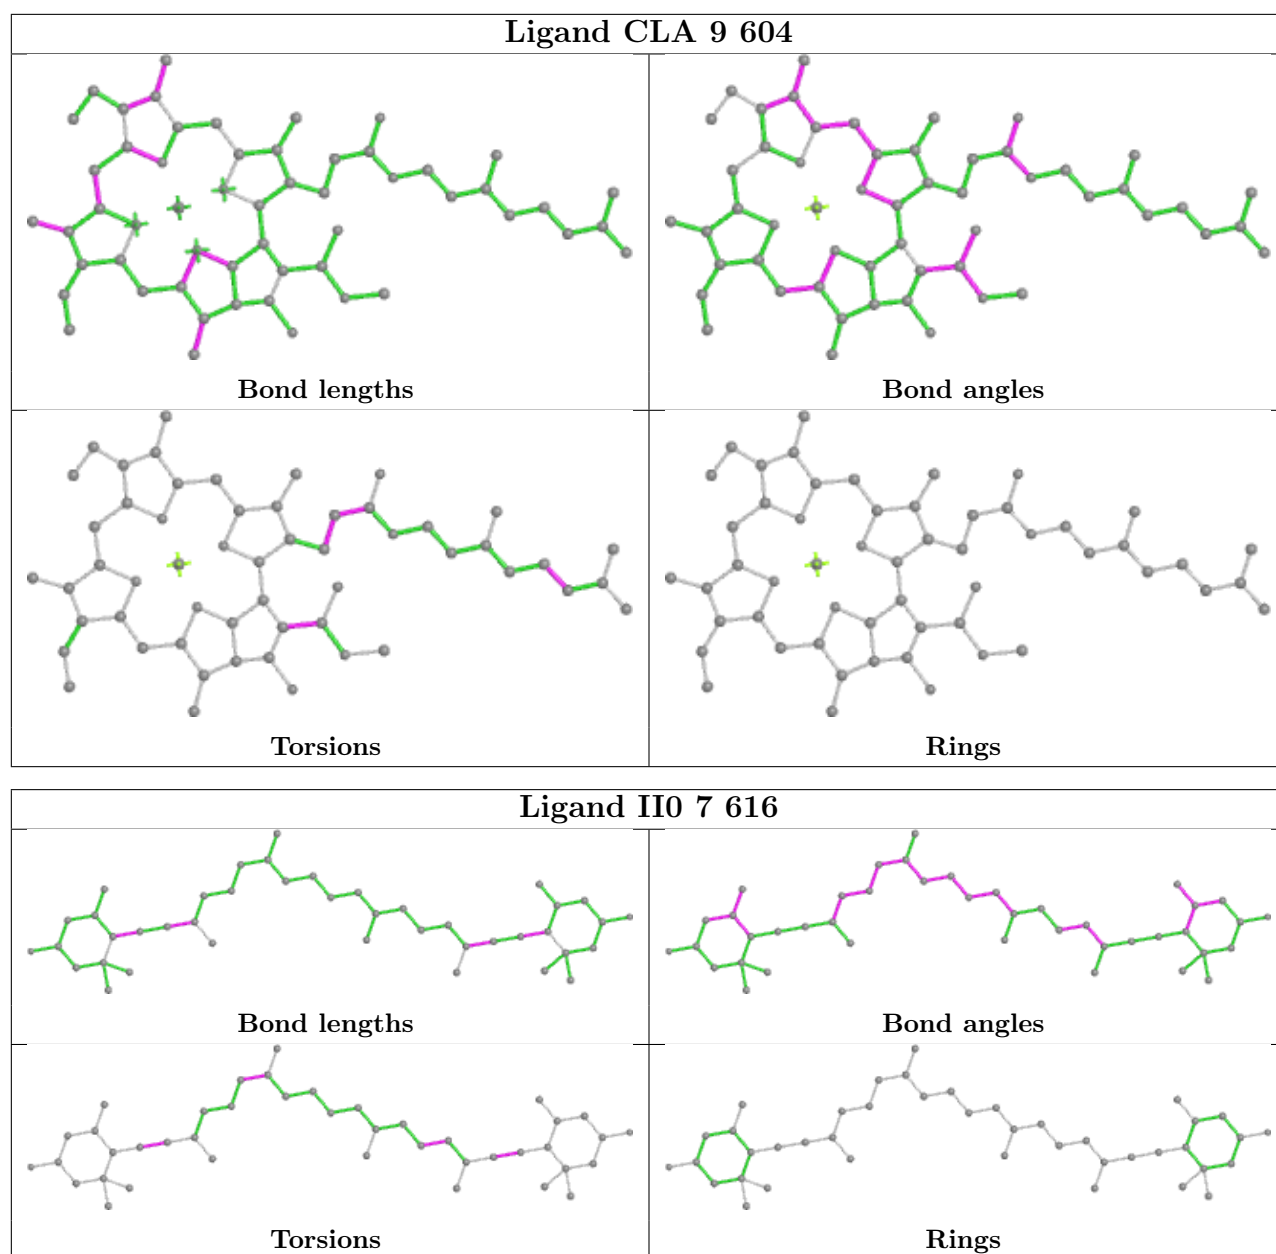 Ligand CLA 9 604
Bond lengths
Bond angles
Torsions
Rings
Ligand II0 7 616
Bond lengths
Bond angles
Torsions
Rings